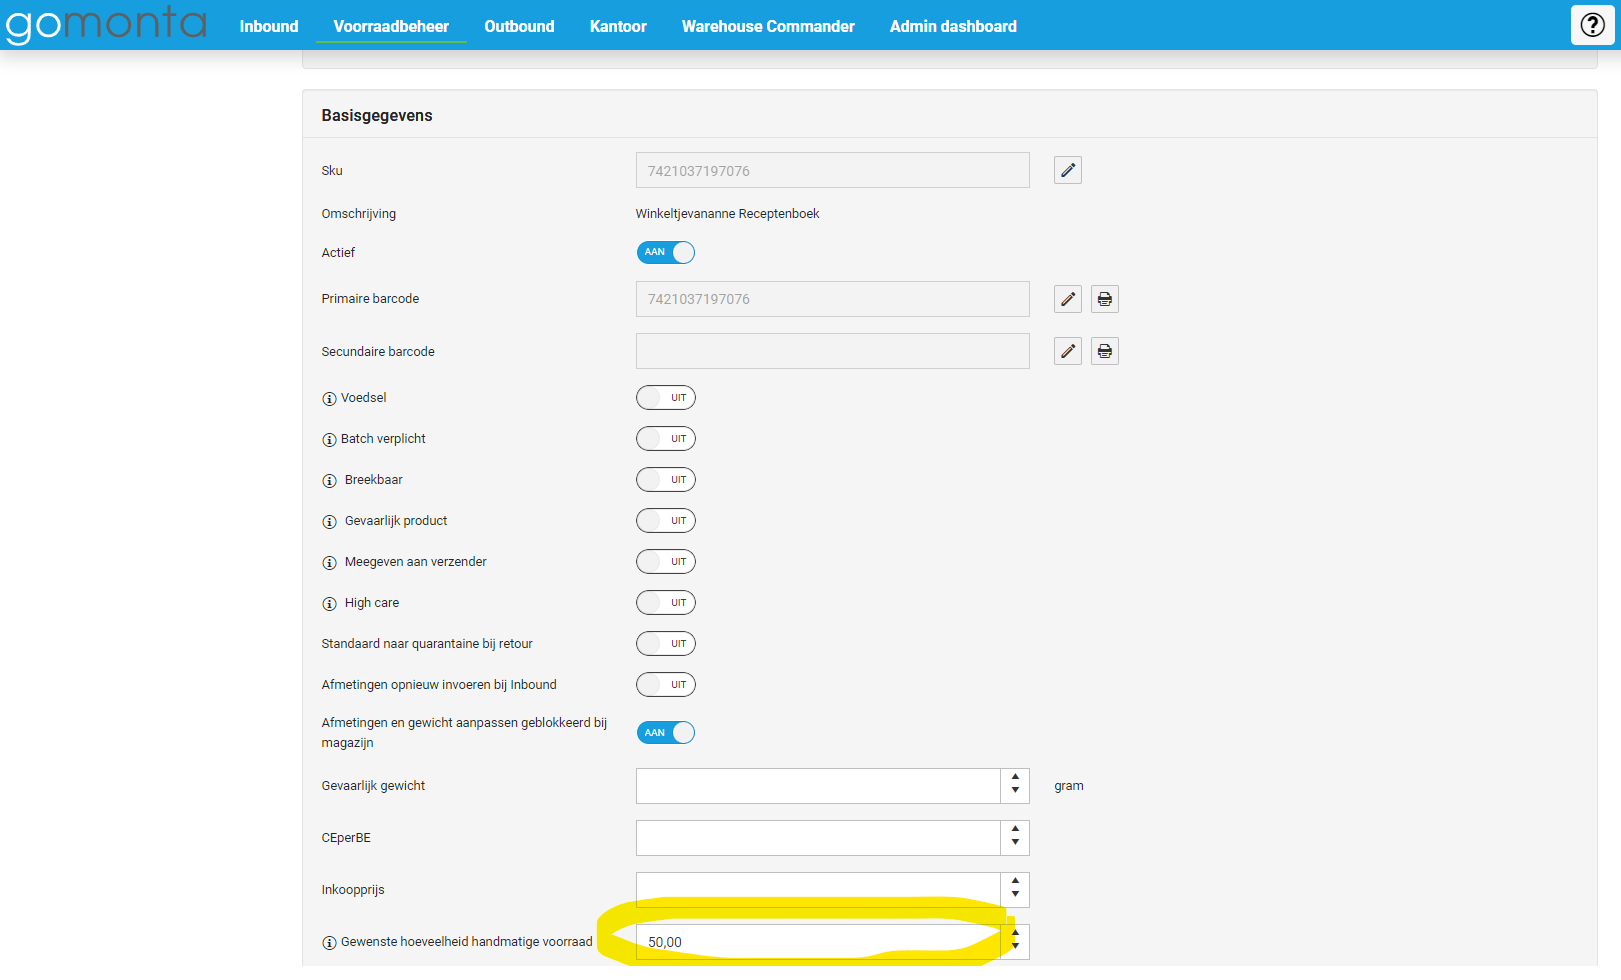 gomonta Inbound Voorraadbeheer Outbound Kantoor Warehouse Commander Admin dashboard ?
Basisgegevens
Sku 7421037197076
Omschrijving Winkeltjevananne Receptenboek
Actief AAN
Primaire barcode 7421037197076
Secundaire barcode
Voedsel UIT
Batch verplicht UIT
Breekbaar UIT
Gevaarlijk product UIT
Meegeven aan verzender UIT
High care UIT
Standaard naar quarantaine bij retour UIT
Afmetingen opnieuw invoeren bij Inbound UIT
Afmetingen en gewicht aanpassen geblokkeerd bij
magazijn AAN
Gevaarlijk gewicht gram
CEperBE
Inkoopprijs
Gewenste hoeveelheid handmatige voorraad 50,00